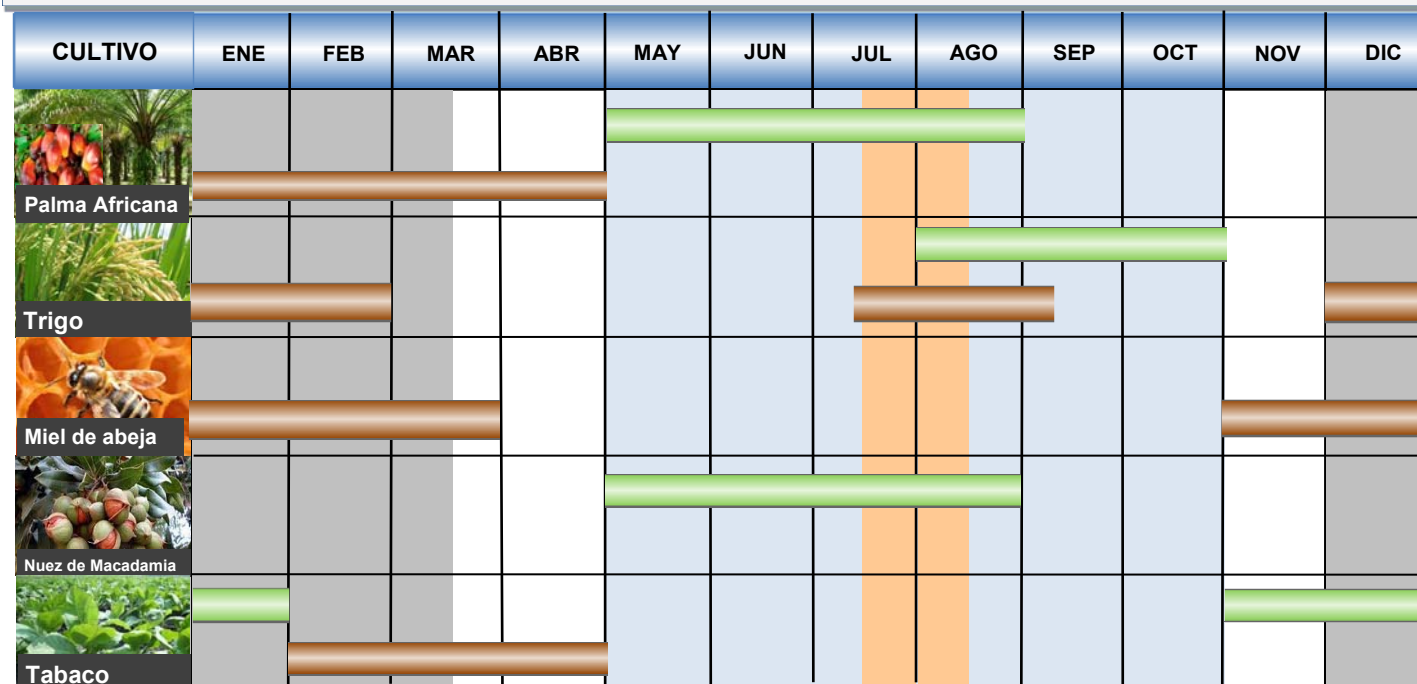 CULTIVO ENE FEB MAR ABR MAY JUN JUL AGO SEP OCT NOV DIC
Palma Africana
Trigo
Miel de abeja
Nuez de Macadamia
Tabaco